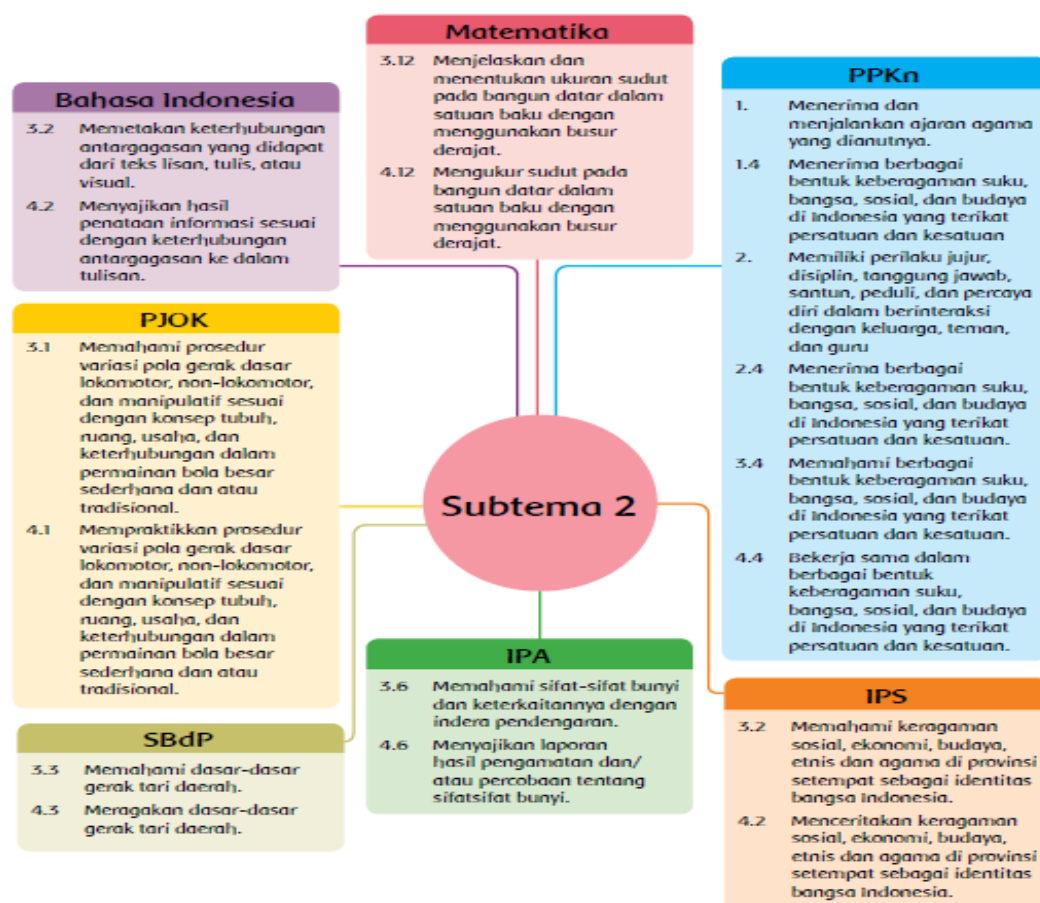 Matematika
3.12 Menjelaskan dan
menentukan ukuran sudut
pada bangun datar dalam
satuan baku dengan
menggunakan busur
derajat.
4.12 Mengukur sudut pada
bangun datar dalam
satuan baku dengan
menggunakan busur
derajat.
Bahasa Indonesia
3.2 Memetakan keterhubungan
antargagasan yang didapat
dari teks lisan, tulis, atau
visual.
4.2 Menyajikan hasil
penataan informasi sesuai
dengan keterhubungan
antargagasan ke dalam
tulisan.
PPKn
1. Menerima dan
menjalankan ajaran agama
yang dianutnya.
1.4 Menerima berbagai
bentuk keberagaman suku,
bangsa, sosial, dan budaya
di Indonesia yang terikat
persatuan dan kesatuan
2. Memiliki perilaku jujur,
disiplin, tanggung jawab,
santun, peduli, dan percaya
diri dalam berinteraksi
dengan keluarga, teman,
dan guru
2.4 Menerima berbagai
bentuk keberagaman suku,
bangsa, sosial, dan budaya
di Indonesia yang terikat
persatuan dan kesatuan.
3.4 Memahami berbagai
bentuk keberagaman suku,
bangsa, sosial, dan budaya
di Indonesia yang terikat
persatuan dan kesatuan.
4.4 Bekerja sama dalam
berbagai bentuk
keberagaman suku,
bangsa, sosial, dan budaya
di Indonesia yang terikat
persatuan dan kesatuan.
PJOK
3.1 Memahami prosedur
variasi pola gerak dasar
lokomotor, non-lokomotor,
dan manipulatif sesuai
dengan konsep tubuh,
ruang, usaha, dan
keterhubungan dalam
permainan bola besar
sederhana dan atau
tradisional.
4.1 Mempraktikkan prosedur
variasi pola gerak dasar
lokomotor, non-lokomotor,
dan manipulatif sesuai
dengan konsep tubuh,
ruang, usaha, dan
keterhubungan dalam
permainan bola besar
sederhana dan atau
tradisional.
Subtema 2
IPA
3.6 Memahami sifat-sifat bunyi
dan keterkaitannya dengan
indera pendengaran.
4.6 Menyajikan laporan
hasil pengamatan dan/
atau percobaan tentang
sifatsifat bunyi.
SBdP
3.3 Memahami dasar-dasar
gerak tari daerah.
4.3 Meragakan dasar-dasar
gerak tari daerah.
IPS
3.2 Memahami keragaman
sosial, ekonomi, budaya,
etnis dan agama di provinsi
setempat sebagai identitas
bangsa Indonesia.
4.2 Menceritakan keragaman
sosial, ekonomi, budaya,
etnis dan agama di provinsi
setempat sebagai identitas
bangsa Indonesia.